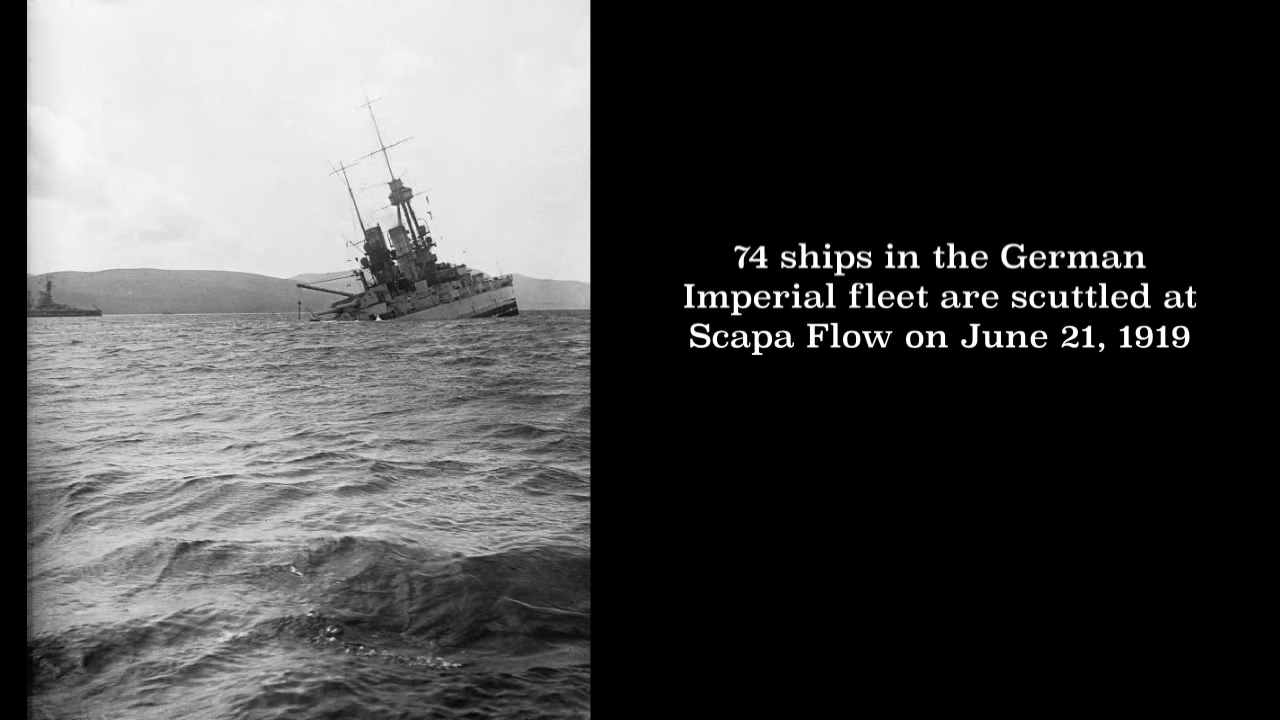 74 ships in the German
Imperial fleet are scuttled at
Scapa Flow on June 21, 1919